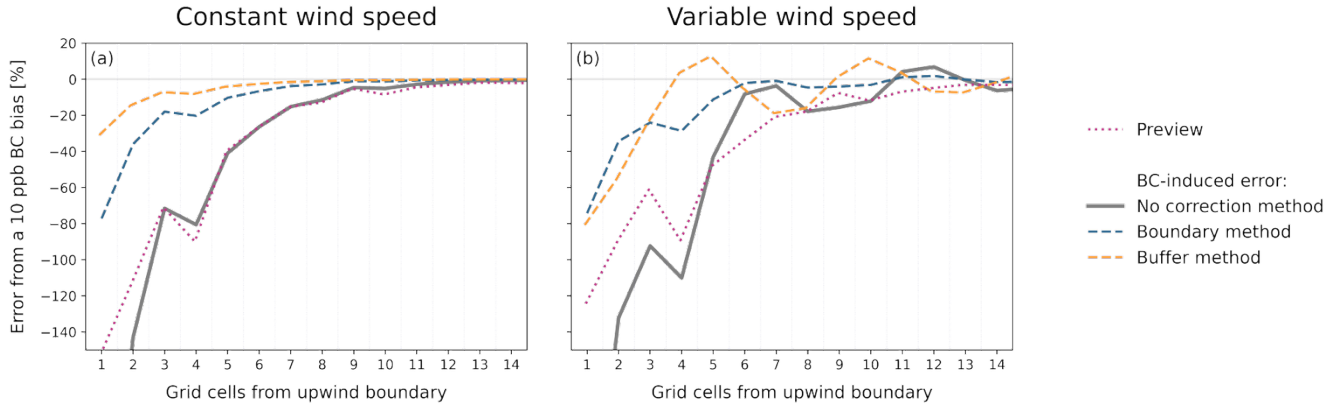 Constant wind speed
Variable wind speed
Error from a 10 ppb BC bias [%]
(a)
20
0
−20
−40
−60
−80
−100
−120
−140
1 2 3 4 5 6 7 8 9 10 11 12 13 14
Grid cells from upwind boundary
(b)
1 2 3 4 5 6 7 8 9 10 11 12 13 14
Grid cells from upwind boundary
Preview
BC-induced error:
No correction method
Boundary method
Buffer method